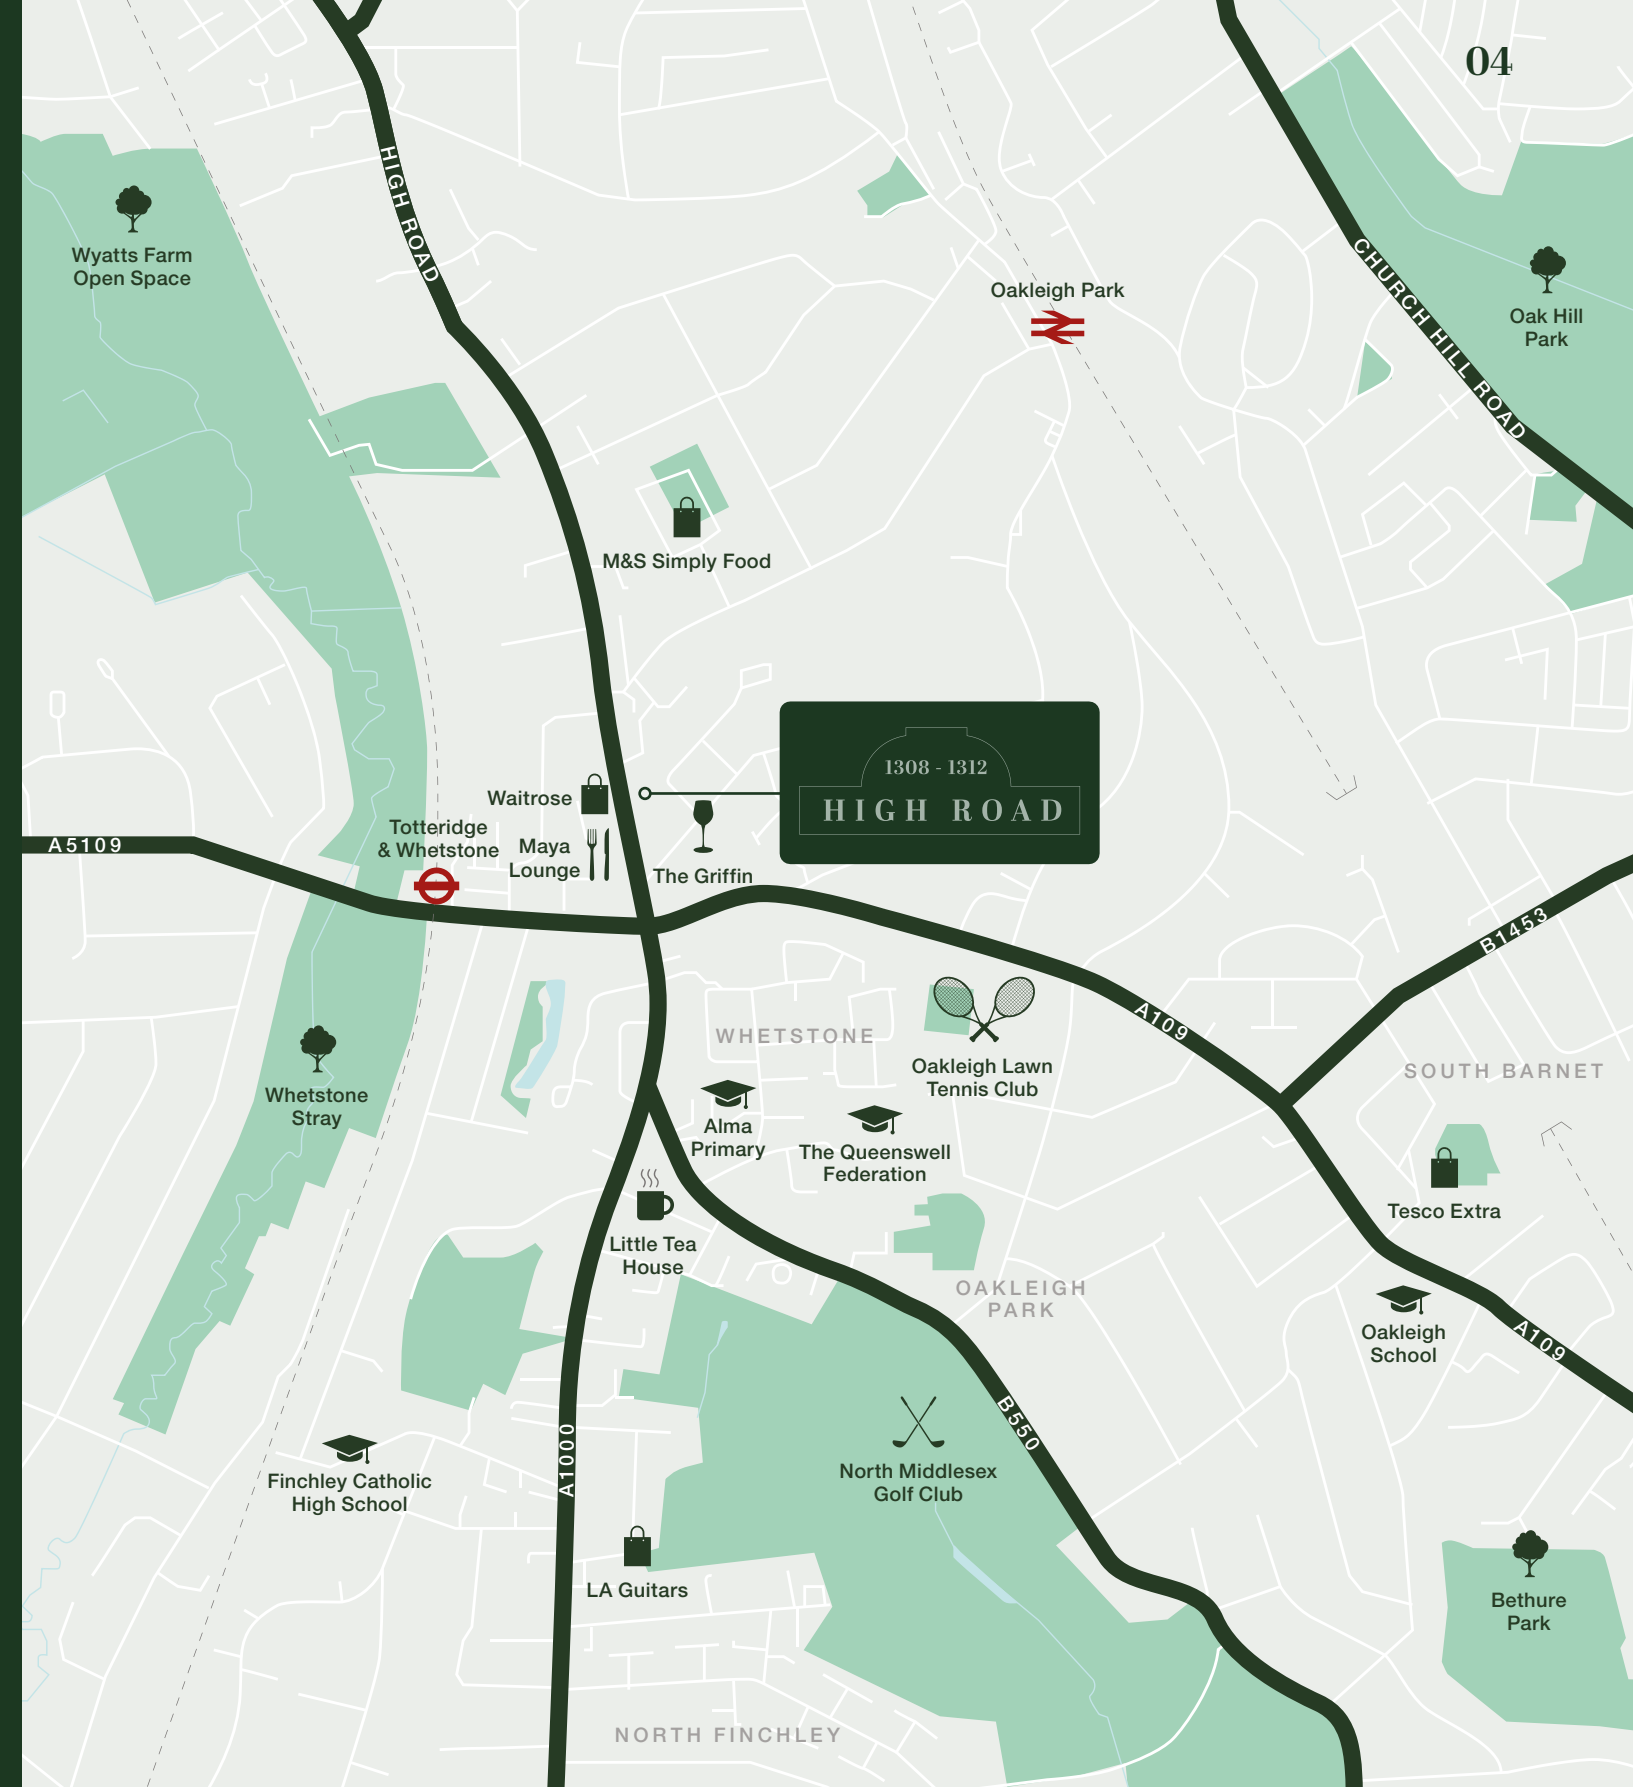 04
HIGH ROAD
Wyatts Farm
Open Space
CHURCH HILL ROAD
Oakleigh Park
Oak Hill
Park
M&S Simply Food
1308 - 1312
HIGH ROAD
Waitrose
Totteridge
& Whetstone
Maya
Lounge
The Griffin
A5109
B1453
A109
WHETSTONE
Oakleigh Lawn
Tennis Club
SOUTH BARNET
Whetstone
Stray
Alma
Primary
The Queenswell
Federation
Tesco Extra
Little Tea
House
OAKLEIGH
PARK
Oakleigh
School
A109
B550
A1000
North Middlesex
Golf Club
Finchley Catholic
High School
LA Guitars
Bethure
Park
NORTH FINCHLEY